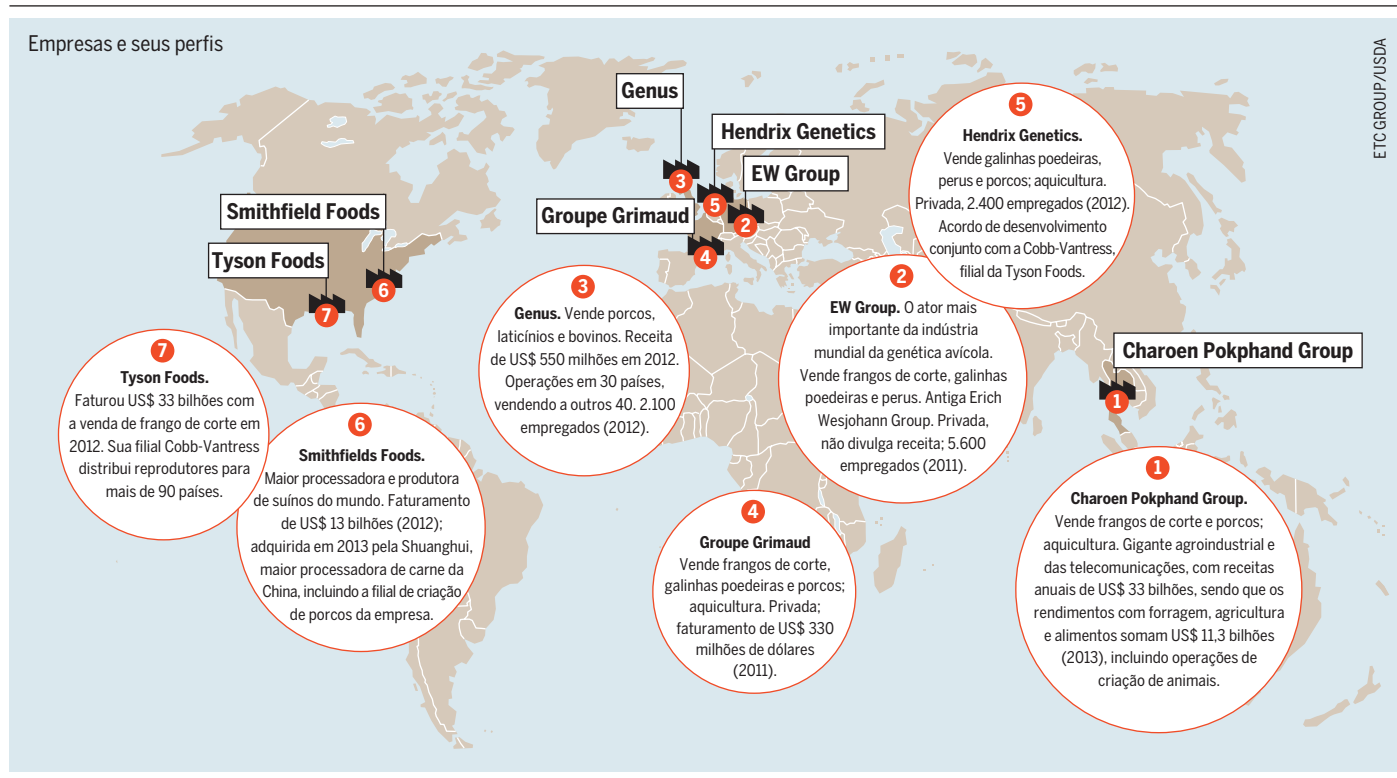 Empresas e seus perfis
ETC GROUP/USDA
Genus
Hendrix Genetics
EW Group
Groupe Grimaud
Smithfield Foods
Tyson Foods
Charoen Pokphand Group
3
5
2
4
6
7
1
5
Hendrix Genetics.
Vende galinhas poedeiras,
perus e porcos; aquicultura.
Privada, 2.400 empregados (2012).
Acordo de desenvolvimento
conjunto com a Cobb-Vantress,
filial da Tyson Foods.
3
Genus. Vende porcos,
laticínios e bovinos. Receita
de US$ 550 milhões em 2012.
Operações em 30 países,
vendendo a outros 40. 2.100
empregados (2012).
2
EW Group. O ator mais
importante da indústria
mundial da genética avícola.
Vende frangos de corte, galinhas
poedeiras e perus. Antiga Erich
Wesjohann Group. Privada,
não divulga receita; 5.600
empregados (2011).
7
Tyson Foods.
Faturou US$ 33 bilhões com
a venda de frango de corte em
2012. Sua filial Cobb-Vantress
distribui reprodutores para
mais de 90 países.
6
Smithfields Foods.
Maior processadora e produtora
de suínos do mundo. Faturamento
de US$ 13 bilhões (2012);
adquirida em 2013 pela Shuanghui,
maior processadora de carne da
China, incluindo a filial de criação
de porcos da empresa.
4
Groupe Grimaud
Vende frangos de corte,
galinhas poedeiras e porcos;
aquicultura. Privada;
faturamento de US$ 330
milhões de dólares
(2011).
1
Charoen Pokphand Group.
Vende frangos de corte e porcos;
aquicultura. Gigante agroindustrial e
das telecomunicações, com receitas
anuais de US$ 33 bilhões, sendo que os
rendimentos com forragem, agricultura
e alimentos somam US$ 11,3 bilhões
(2013), incluindo operações de
criação de animais.